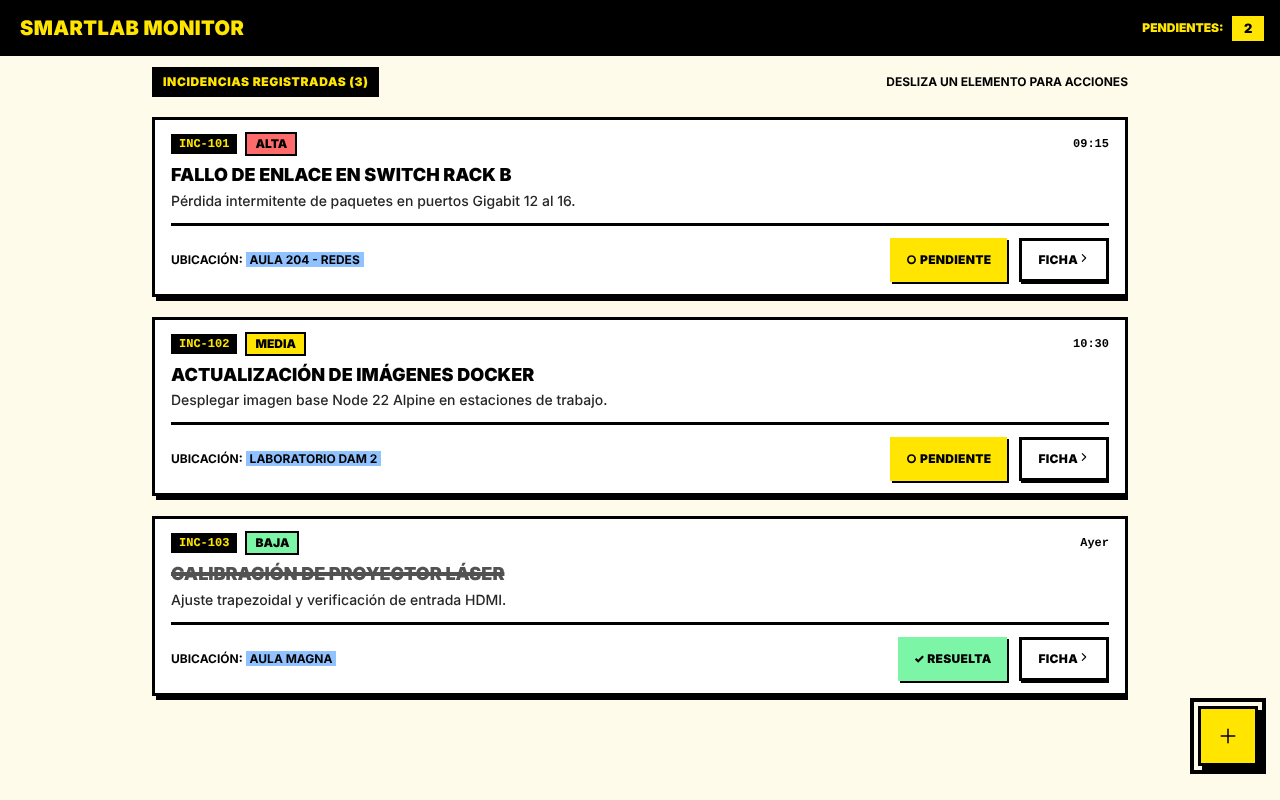 SMARTLAB MONITOR
PENDIENTES: 2
INCIDENCIAS REGISTRADAS (3)
DESLIZA UN ELEMENTO PARA ACCIONES
INC-101 ALTA 09:15
FALLO DE ENLACE EN SWITCH RACK B
Pérdida intermitente de paquetes en puertos Gigabit 12 al 16.
UBICACIÓN: AULA 204 - REDES
PENDIENTE
FICHA
INC-102 MEDIA 10:30
ACTUALIZACIÓN DE IMÁGENES DOCKER
Desplegar imagen base Node 22 Alpine en estaciones de trabajo.
UBICACIÓN: LABORATORIO DAM 2
PENDIENTE
FICHA
INC-103 BAJA Ayer
CALIBRACIÓN DE PROYECTOR LÁSER
Ajuste trapezoidal y verificación de entrada HDMI.
UBICACIÓN: AULA MAGNA
✓ RESUELTA
FICHA
+